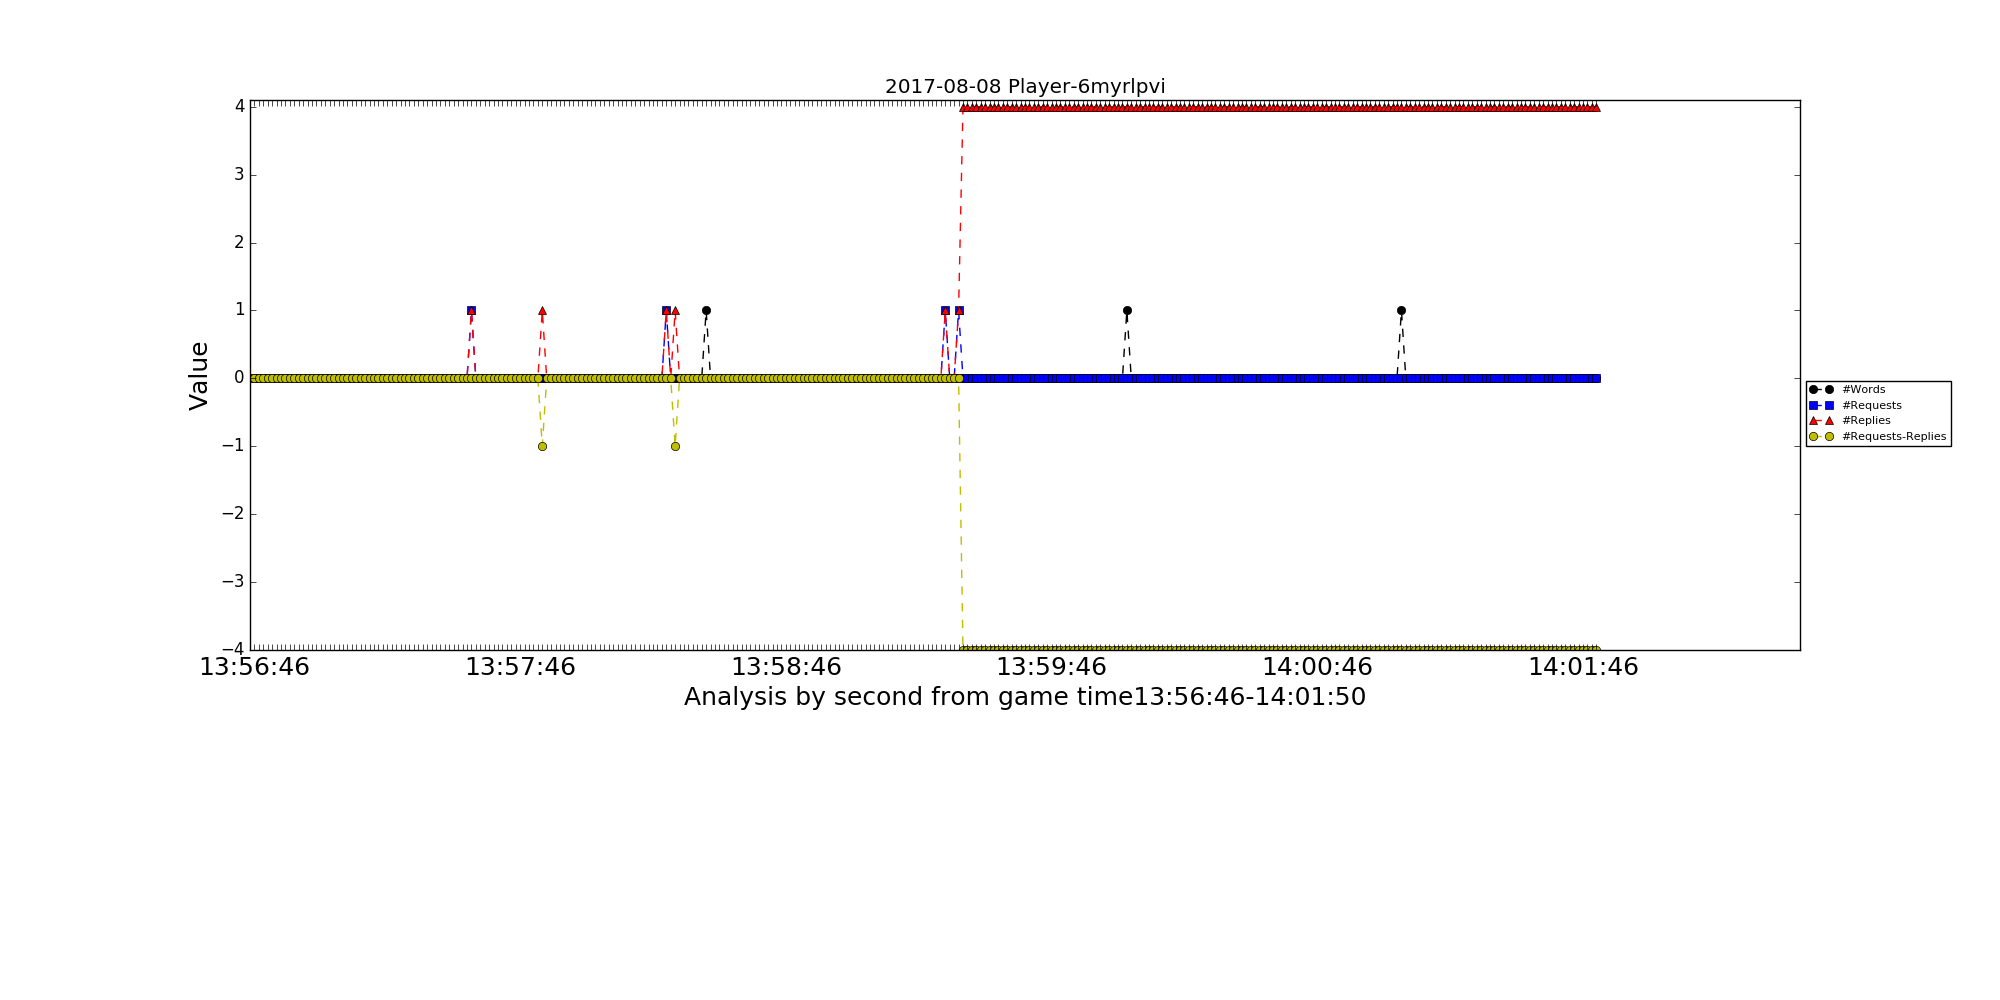 2017-08-08 Player-6myrlpvi
4
3
2
1
0
−1
−2
−3
−4
Value
13:56:46 13:57:46 13:58:46 13:59:46 14:00:46 14:01:46
Analysis by second from game time13:56:46-14:01:50
#Words
#Requests
#Replies
#Requests-Replies